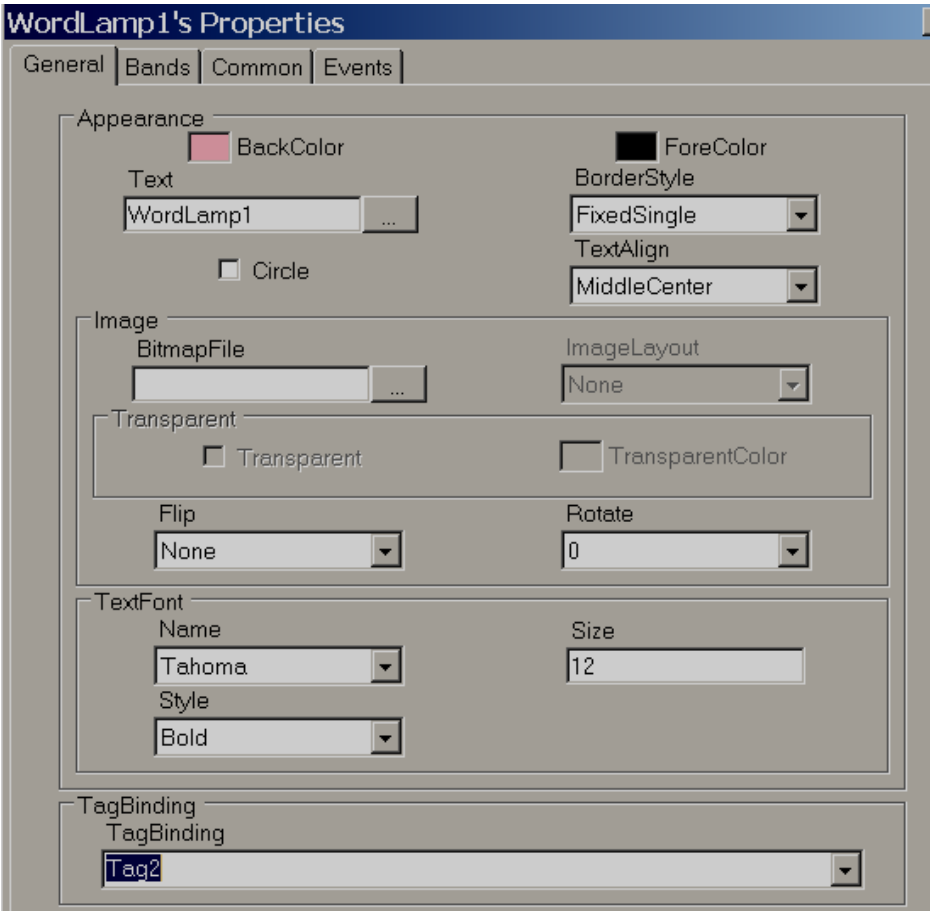 WordLamp1's Properties
General Bands Common Events
Appearance
BackColor ForeColor
Text BorderStyle
WordLamp1 ... FixedSingle
TextAlign
Circle
MiddleCenter
Image
BitmapFile ImageLayout
... None
Transparent
Transparent TransparentColor
Flip Rotate
None 0
TextFont
Name Size
Tahoma 12
Style
Bold
TagBinding
TagBinding
Tag2